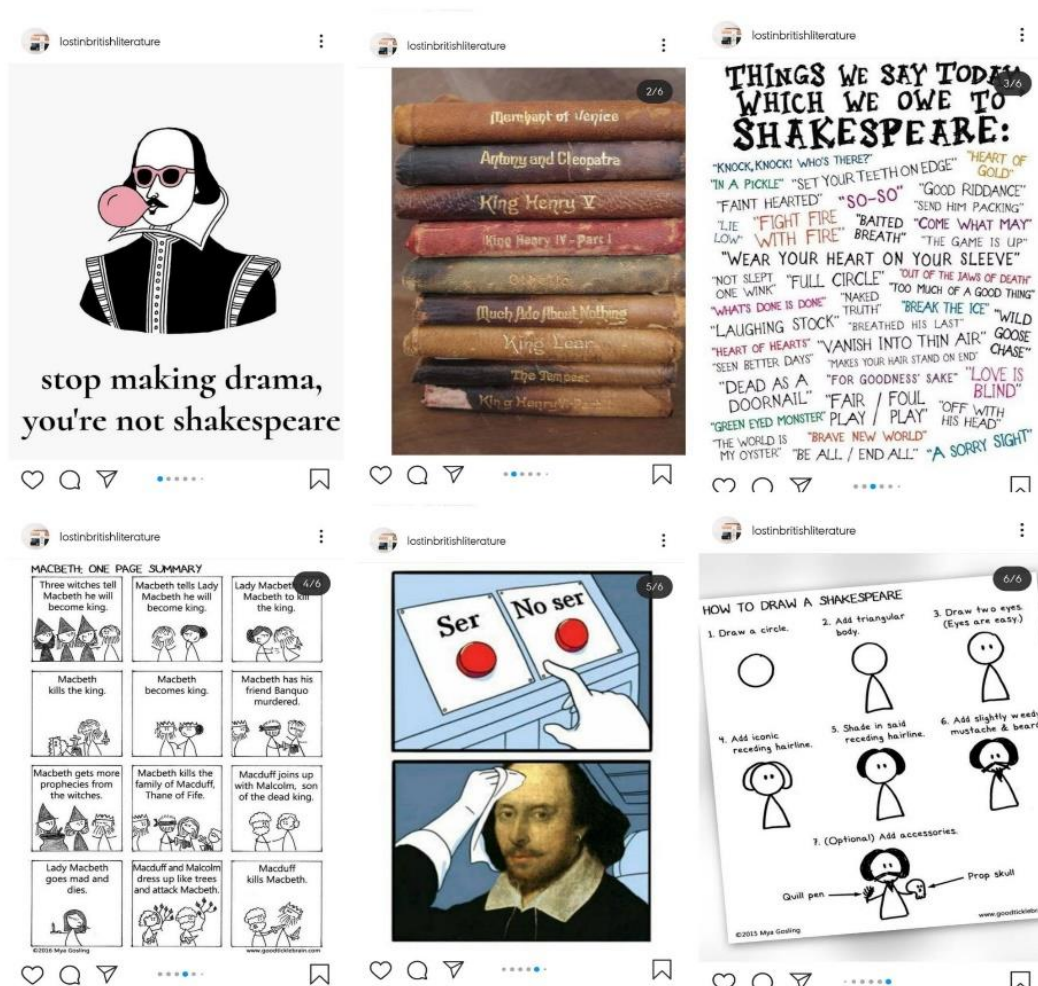 lostinbritishliterature
stop making drama,
you're not shakespeare
lostinbritishliterature
2/6
Merchant of Venice
Antony and Cleopatra
King Henry V
King Henry IV - Part I
Othello
Much Ado About Nothing
King Lear
The Tempest
King Henry
lostinbritishliterature
3/6
THINGS WE SAY TODAY
WHICH WE OWE TO
SHAKESPEARE:
"KNOCK, KNOCK! WHO'S THERE?" "HEART OF
GOLD"
"IN A PICKLE" "SET YOUR TEETH ON EDGE"
"FAINT HEARTED" "SO-SO" "GOOD RIDDANCE"
"SEND HIM PACKING"
"LIE
LOW" "FIGHT FIRE
WITH FIRE" "BAITED
BREATH" "COME WHAT MAY"
"THE GAME IS UP"
"WEAR YOUR HEART ON YOUR SLEEVE"
"NOT SLEPT
ONE WINK" "FULL CIRCLE" "OUT OF THE JAWS OF DEATH"
"TOO MUCH OF A GOOD THING"
"WHAT'S DONE IS DONE" "NAKED
TRUTH" "BREAK THE ICE" "WILD
GOOSE
CHASE"
"LAUGHING STOCK" "BREATHED HIS LAST"
"HEART OF HEARTS" "VANISH INTO THIN AIR"
"SEEN BETTER DAYS" "MAKES YOUR HAIR STAND ON END"
"DEAD AS A
DOORNAIL" "FOR GOODNESS' SAKE" "LOVE IS
BLIND"
"GREEN EYED MONSTER" "FAIR / FOUL
PLAY / PLAY" "OFF WITH
HIS HEAD"
"THE WORLD IS
MY OYSTER" "BRAVE NEW WORLD"
"BE ALL / END ALL" "A SORRY SIGHT"
lostinbritishliterature
4/6
MACBETH: ONE PAGE SUMMARY
Three witches tell
Macbeth he will
become king.
Macbeth tells Lady
Macbeth he will
become king.
Lady Macbeth
Macbeth to kill
the king.
Macbeth
kills the king.
Macbeth
becomes king.
Macbeth has his
friend Banquo
murdered.
Macbeth gets more
prophecies from
the witches.
Macbeth kills the
family of Macduff,
Thane of Fife.
Macduff joins up
with Malcolm, son
of the dead king.
Lady Macbeth
goes mad and
dies.
Macduff and Malcolm
dress up like trees
and attack Macbeth.
Macduff
kills Macbeth.
©2016 Mya Gosling
www.goodticklebrain.com
lostinbritishliterature
5/6
Ser
No ser
lostinbritishliterature
6/6
HOW TO DRAW A SHAKESPEARE
1. Draw a circle.
2. Add triangular
body.
3. Draw two eyes.
(Eyes are easy.)
4. Add iconic
receding hairline.
5. Shade in said
receding hairline.
6. Add slightly weedy
mustache & beard
7. (Optional) Add accessories.
Quill pen
Prop skull
©2015 Mya Gosling
www.goodticklebra